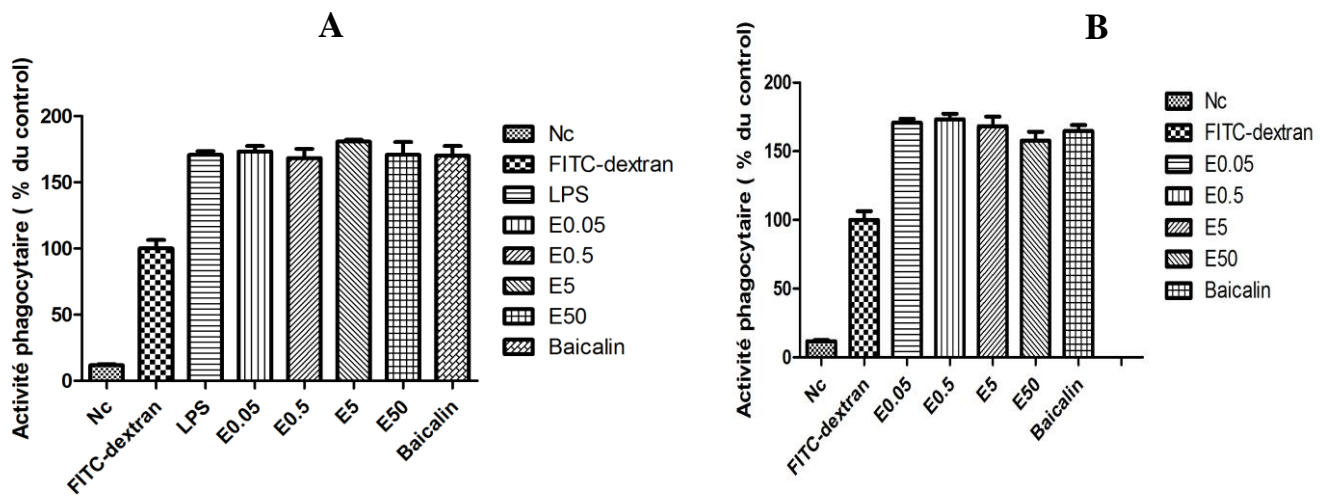 A
Activité phagocytaire ( % du control)
200
150
100
50
0
Nc
FITC-dextran
LPS
E0.05
E0.5
E5
E50
Baicalin
Nc
FITC-dextran
LPS
E0.05
E0.5
E5
E50
Baicalin
B
Activité phagocytaire ( % du control)
200
150
100
50
0
Nc
FITC-dextran
E0.05
E0.5
E5
E50
Baicalin
Nc
FITC-dextran
E0.05
E0.5
E5
E50
Baicalin